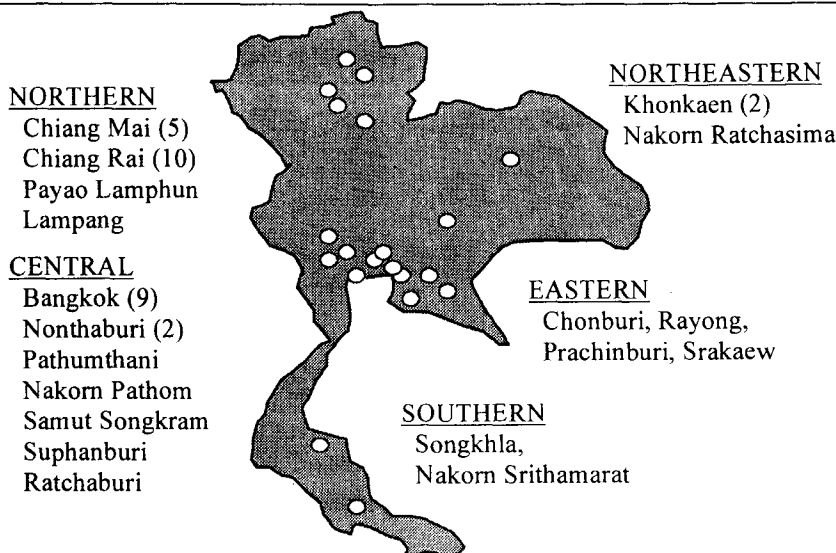 NORTHERN
Chiang Mai (5)
Chiang Rai (10)
Payao Lamphun
Lampang
CENTRAL
Bangkok (9)
Nonthaburi (2)
Pathumthani
Nakorn Pathom
Samut Songkram
Suphanburi
Ratchaburi
NORTHEASTERN
Khonkaen (2)
Nakorn Ratchasima
EASTERN
Chonburi, Rayong,
Prachinburi, Srakaew
SOUTHERN
Songkhla,
Nakorn Srithamarat